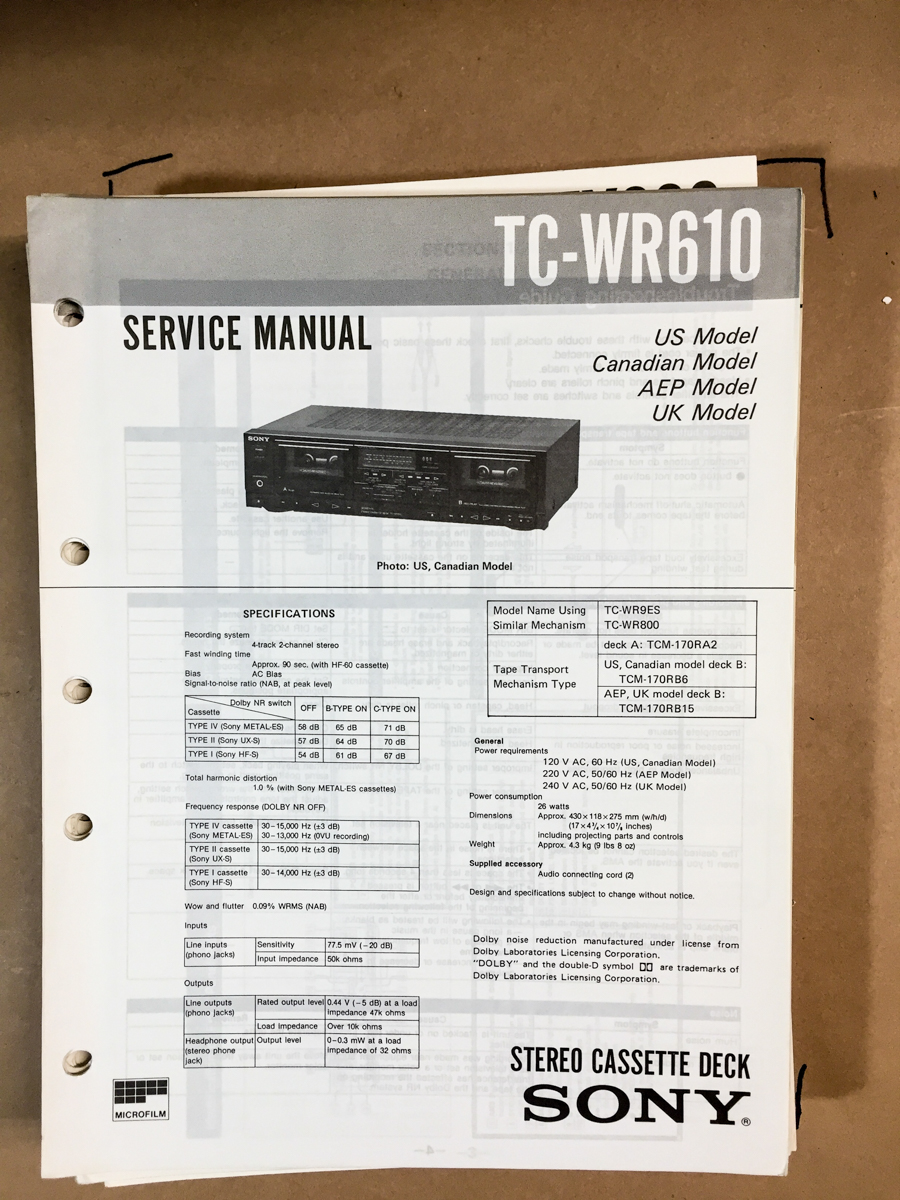 TC-WR610
SERVICE MANUAL
US Model
Canadian Model
AEP Model
UK Model
SONY
Photo: US, Canadian Model
SPECIFICATIONS
Recording system
4-track 2-channel stereo
Fast winding time
Approx. 90 sec. (with HF-60 cassette)
Bias AC Bias
Signal-to-noise ratio (NAB, at peak level)
Dolby NR switch OFF B-TYPE ON C-TYPE ON
Cassette
TYPE IV (Sony METAL-ES) 58 dB 65 dB 71 dB
TYPE II (Sony UX-S) 57 dB 64 dB 70 dB
TYPE I (Sony HF-S) 54 dB 61 dB 67 dB
Total harmonic distortion
1.0 % (with Sony METAL-ES cassettes)
Frequency response (DOLBY NR OFF)
TYPE IV cassette 30–15,000 Hz (±3 dB)
(Sony METAL-ES) 30–13,000 Hz (0VU recording)
TYPE II cassette 30–15,000 Hz (±3 dB)
(Sony UX-S)
TYPE I cassette 30–14,000 Hz (±3 dB)
(Sony HF-S)
Wow and flutter 0.09% WRMS (NAB)
Inputs
Line inputs Sensitivity 77.5 mV (−20 dB)
(phono jacks) Input impedance 50k ohms
Outputs
Line outputs Rated output level 0.44 V (−5 dB) at a load
(phono jacks) impedance 47k ohms
Load impedance Over 10k ohms
Headphone output Output level 0–0.3 mW at a load
(stereo phone impedance of 32 ohms
jack)
MICROFILM
Model Name Using TC-WR9ES
Similar Mechanism TC-WR800
Tape Transport
Mechanism Type
deck A: TCM-170RA2
US, Canadian model deck B:
TCM-170RB6
AEP, UK model deck B:
TCM-170RB15
General
Power requirements
120 V AC, 60 Hz (US, Canadian Model)
220 V AC, 50/60 Hz (AEP Model)
240 V AC, 50/60 Hz (UK Model)
Power consumption
26 watts
Dimensions Approx. 430×118×275 mm (w/h/d)
(17×4¾×10⅞ inches)
including projecting parts and controls
Weight Approx. 4.3 kg (9 lbs 8 oz)
Supplied accessory
Audio connecting cord (2)
Design and specifications subject to change without notice.
Dolby noise reduction manufactured under license from
Dolby Laboratories Licensing Corporation.
"DOLBY" and the double-D symbol are trademarks of
Dolby Laboratories Licensing Corporation.
STEREO CASSETTE DECK
SONY®